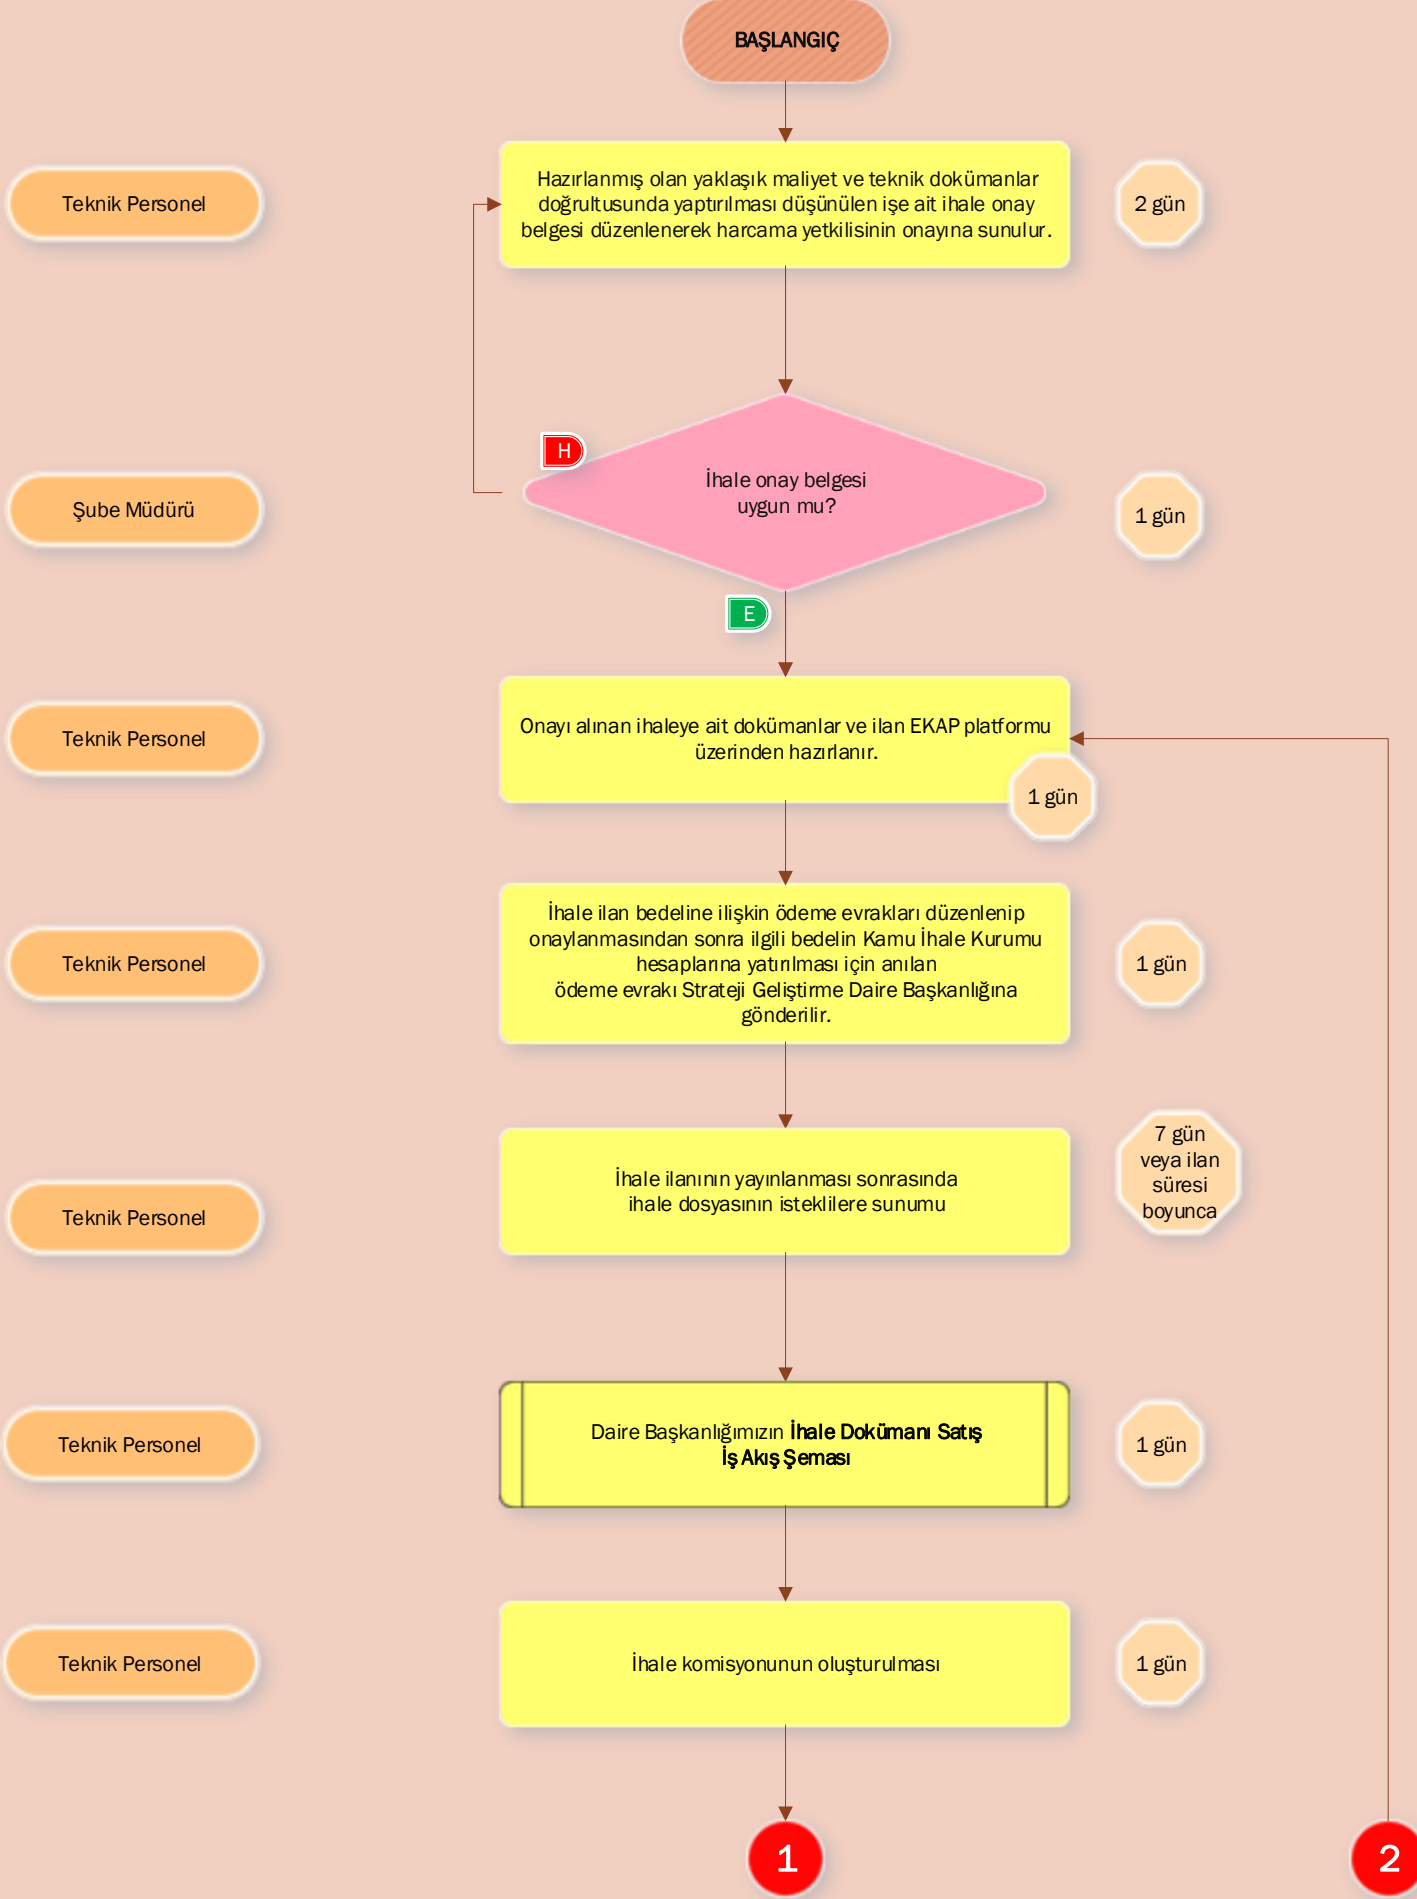 BAŞLANGIÇ
Teknik Personel
Hazırlanmış olan yaklaşık maliyet ve teknik dokümanlar
doğrultusunda yaptırılması düşünülen işe ait ihale onay
belgesi düzenlenerek harcama yetkilisinin onayına sunulur.
2 gün
H
Şube Müdürü
İhale onay belgesi
uygun mu?
1 gün
E
Teknik Personel
Onayı alınan ihaleye ait dokümanlar ve ilan EKAP platformu
üzerinden hazırlanır.
1 gün
Teknik Personel
İhale ilan bedeline ilişkin ödeme evrakları düzenlenip
onaylanmasından sonra ilgili bedelin Kamu İhale Kurumu
hesaplarına yatırılması için anılan
ödeme evrakı Strateji Geliştirme Daire Başkanlığına
gönderilir.
1 gün
Teknik Personel
İhale ilanının yayınlanması sonrasında
ihale dosyasının isteklilere sunumu
7 gün
veya ilan
süresi
boyunca
Teknik Personel
Daire Başkanlığımızın İhale Dokümanı Satış
İş Akış Şeması
1 gün
Teknik Personel
İhale komisyonunun oluşturulması
1 gün
1
2